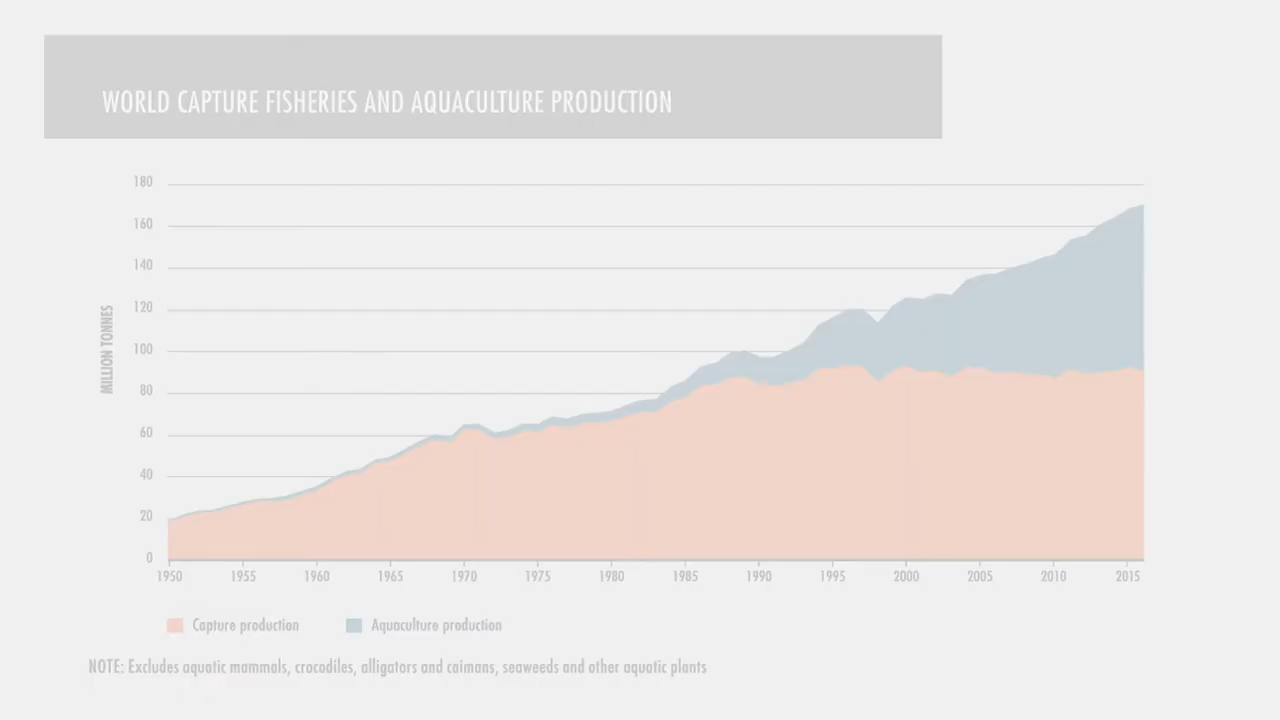 WORLD CAPTURE FISHERIES AND AQUACULTURE PRODUCTION
180
160
140
120
100
80
60
40
20
0
MILLION TONNES
1950 1955 1960 1965 1970 1975 1980 1985 1990 1995 2000 2005 2010 2015
Capture production Aquaculture production
NOTE: Excludes aquatic mammals, crocodiles, alligators and caimans, seaweeds and other aquatic plants